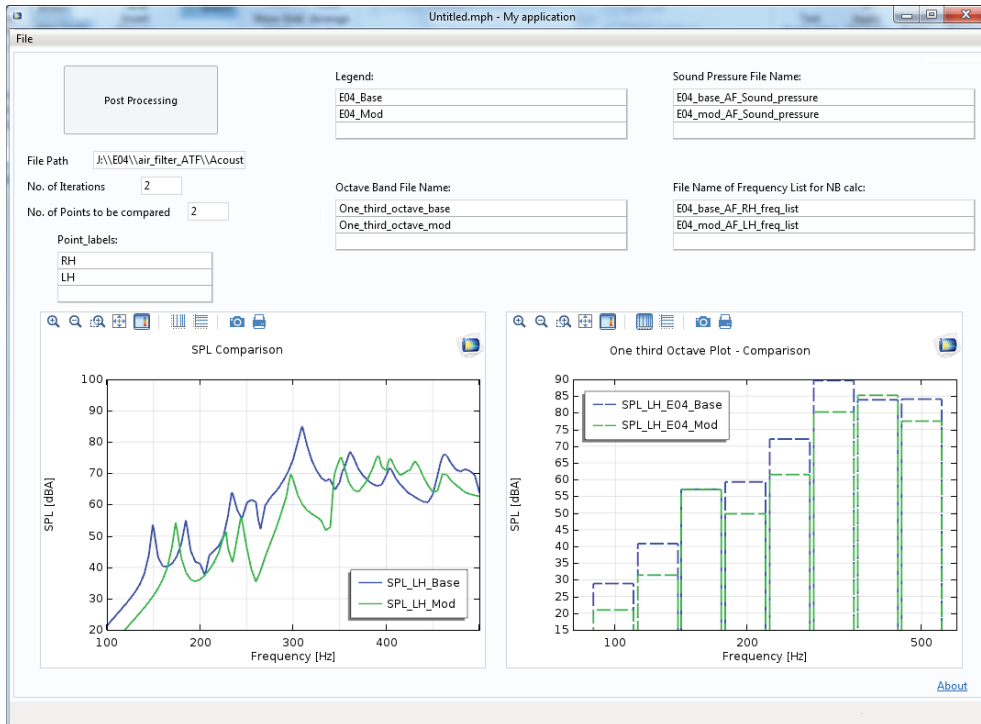 Untitled.mph - My application
File
Post Processing
Legend:
E04_Base
E04_Mod
Sound Pressure File Name:
E04_base_AF_Sound_pressure
E04_mod_AF_Sound_pressure
File Path J:\\E04\\air_filter_ATF\\Acoust
No. of Iterations 2
No. of Points to be compared 2
Octave Band File Name:
One_third_octave_base
One_third_octave_mod
File Name of Frequency List for NB calc:
E04_base_AF_RH_freq_list
E04_mod_AF_LH_freq_list
Point_labels:
RH
LH
SPL Comparison
100
90
80
70
60
50
40
30
20
SPL [dBA]
SPL_LH_Base
SPL_LH_Mod
100 200 300 400
Frequency [Hz]
One third Octave Plot - Comparison
90
85
80
75
70
65
60
55
50
45
40
35
30
25
20
15
SPL [dBA]
SPL_LH_E04_Base
SPL_LH_E04_Mod
100 200 500
Frequency [Hz]
About